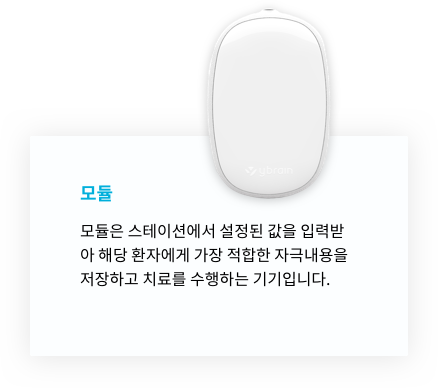 모듈
모듈은 스테이션에서 설정된 값을 입력받
아 해당 환자에게 가장 적합한 자극내용을
저장하고 치료를 수행하는 기기입니다.